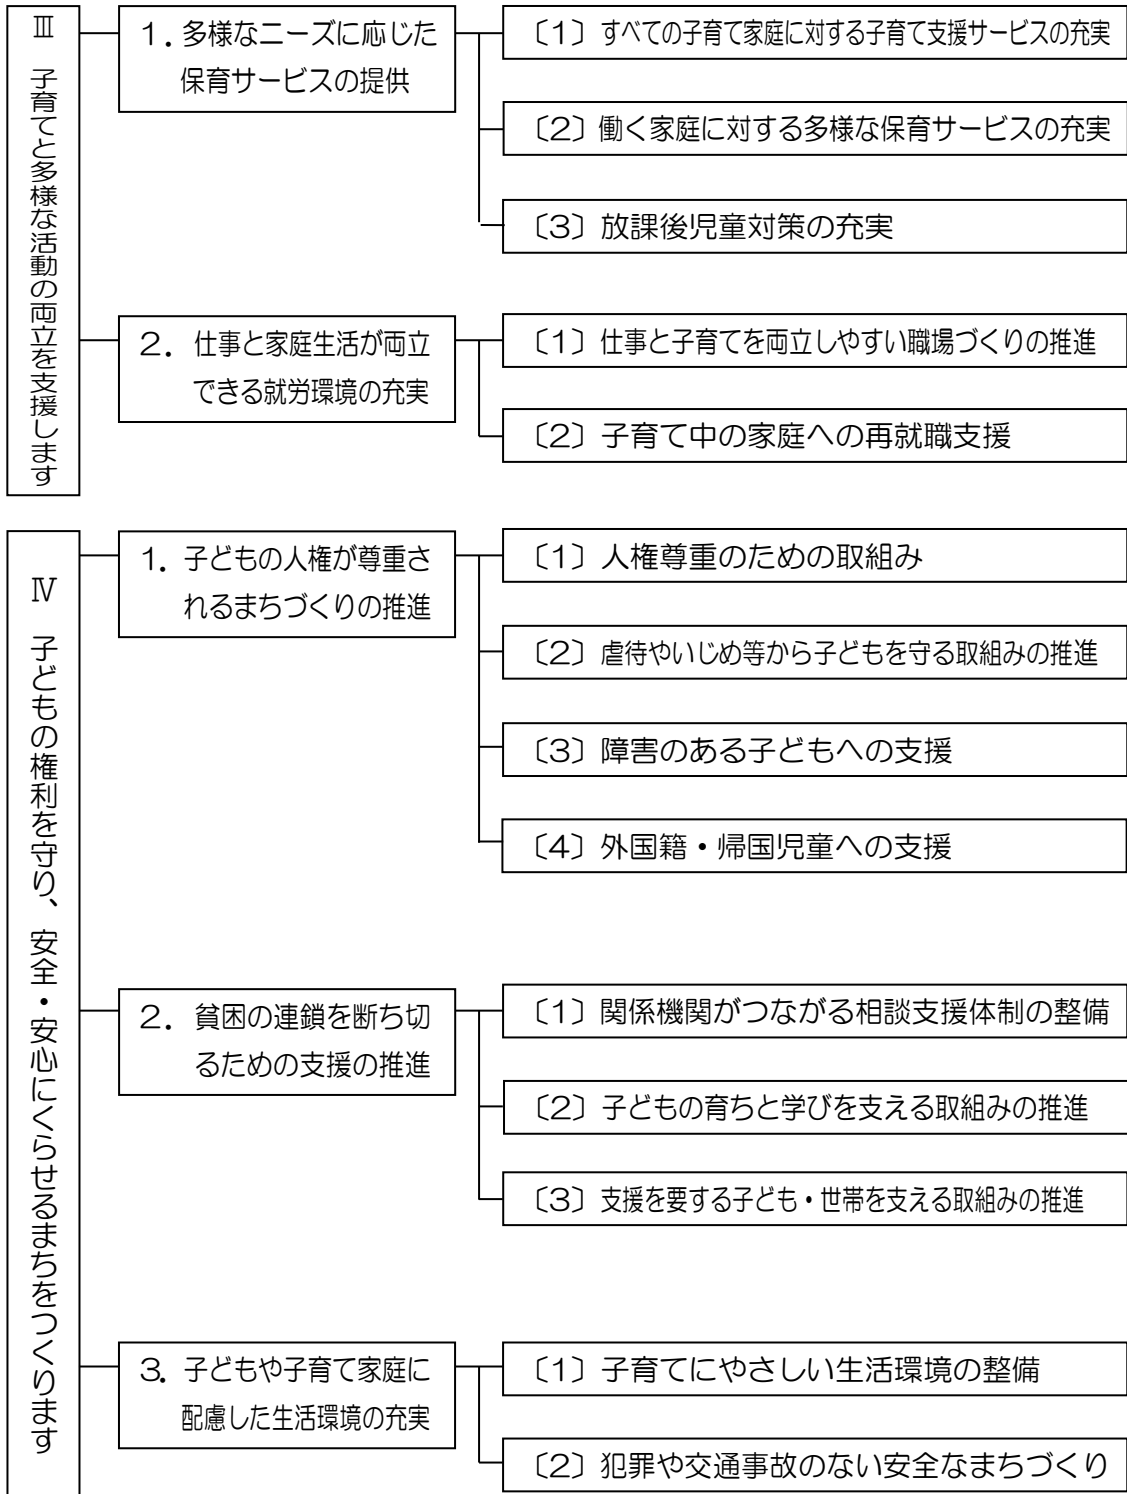 Ⅲ 子育てと多様な活動の両立を支援します
1．多様なニーズに応じた
保育サービスの提供
〔1〕すべての子育て家庭に対する子育て支援サービスの充実
〔2〕働く家庭に対する多様な保育サービスの充実
〔3〕放課後児童対策の充実
2．仕事と家庭生活が両立
できる就労環境の充実
〔1〕仕事と子育てを両立しやすい職場づくりの推進
〔2〕子育て中の家庭への再就職支援
Ⅳ 子どもの権利を守り、安全・安心にくらせるまちをつくります
1．子どもの人権が尊重さ
れるまちづくりの推進
〔1〕人権尊重のための取組み
〔2〕虐待やいじめ等から子どもを守る取組みの推進
〔3〕障害のある子どもへの支援
〔4〕外国籍・帰国児童への支援
2．貧困の連鎖を断ち切
るための支援の推進
〔1〕関係機関がつながる相談支援体制の整備
〔2〕子どもの育ちと学びを支える取組みの推進
〔3〕支援を要する子ども・世帯を支える取組みの推進
3．子どもや子育て家庭に
配慮した生活環境の充実
〔1〕子育てにやさしい生活環境の整備
〔2〕犯罪や交通事故のない安全なまちづくり